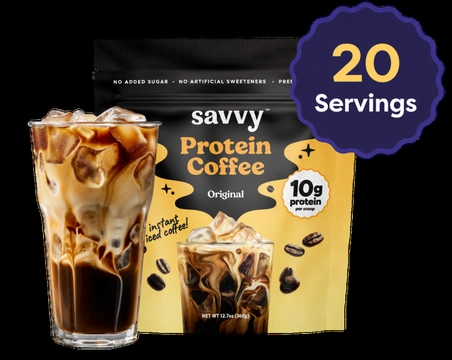 20
Servings
NO ADDED SUGAR • NO ARTIFICIAL SWEETENERS •
savvy™
Protein
Coffee
Original
10g
protein
per scoop
instant
iced coffee!
NET WT 12.7oz (360g)